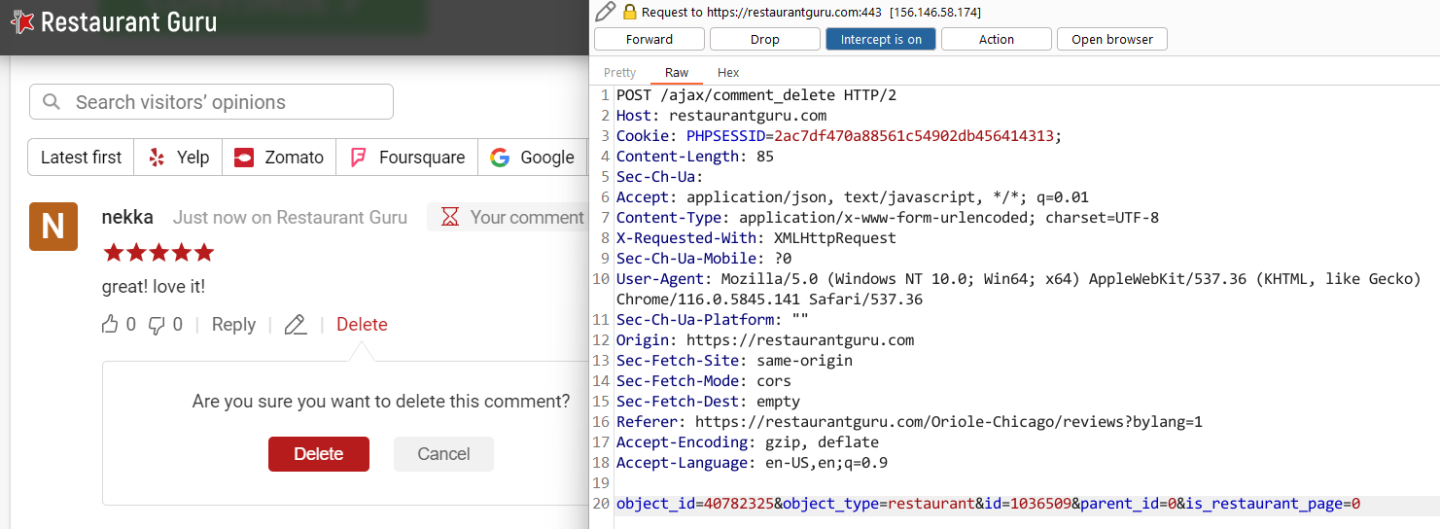 Restaurant Guru
Search visitors' opinions
Latest first Yelp Zomato Foursquare Google
N nekka Just now on Restaurant Guru Your comment
great! love it!
0 0 | Reply | | Delete
Are you sure you want to delete this comment?
Delete Cancel
Request to https://restaurantguru.com:443 [156.146.58.174]
Forward Drop Intercept is on Action Open browser
Pretty Raw Hex
1 POST /ajax/comment_delete HTTP/2
2 Host: restaurantguru.com
3 Cookie: PHPSESSID=2ac7df470a88561c54902db456414313;
4 Content-Length: 85
5 Sec-Ch-Ua:
6 Accept: application/json, text/javascript, */*; q=0.01
7 Content-Type: application/x-www-form-urlencoded; charset=UTF-8
8 X-Requested-With: XMLHttpRequest
9 Sec-Ch-Ua-Mobile: ?0
10 User-Agent: Mozilla/5.0 (Windows NT 10.0; Win64; x64) AppleWebKit/537.36 (KHTML, like Gecko)
Chrome/116.0.5845.141 Safari/537.36
11 Sec-Ch-Ua-Platform: ""
12 Origin: https://restaurantguru.com
13 Sec-Fetch-Site: same-origin
14 Sec-Fetch-Mode: cors
15 Sec-Fetch-Dest: empty
16 Referer: https://restaurantguru.com/Oriole-Chicago/reviews?bylang=1
17 Accept-Encoding: gzip, deflate
18 Accept-Language: en-US,en;q=0.9
19
20 object_id=40782325&object_type=restaurant&id=1036509&parent_id=0&is_restaurant_page=0